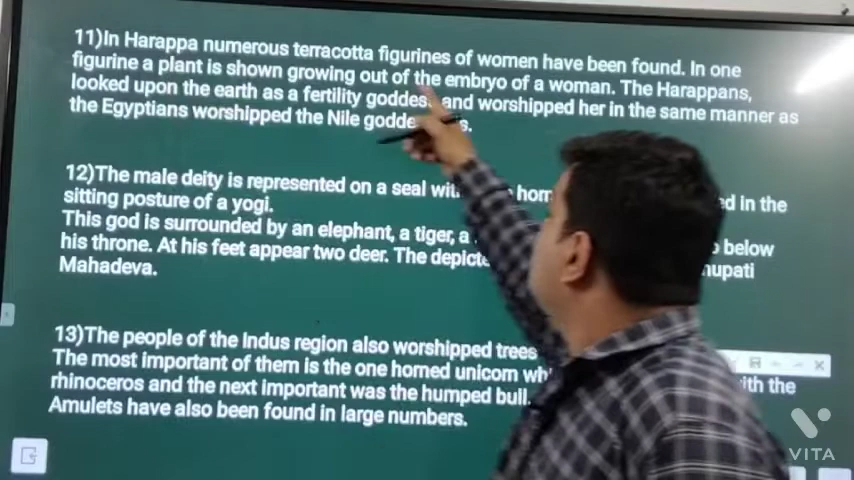 11)In Harappa numerous terracotta figurines of women have been found. In one
figurine a plant is shown growing out of the embryo of a woman. The Harappans,
looked upon the earth as a fertility goddess and worshipped her in the same manner as
the Egyptians worshipped the Nile
12)The male deity is represented on a seal in the
sitting posture of a yogi.
This god is surrounded by an elephant, a tiger, a below
his throne. At his feet appear two deer. The
Mahadeva.
13)The people of the Indus region also worshipped trees
The most important of them is the one horned unicorn with the
rhinoceros and the next important was the humped bull.
Amulets have also been found in large numbers.
VITA